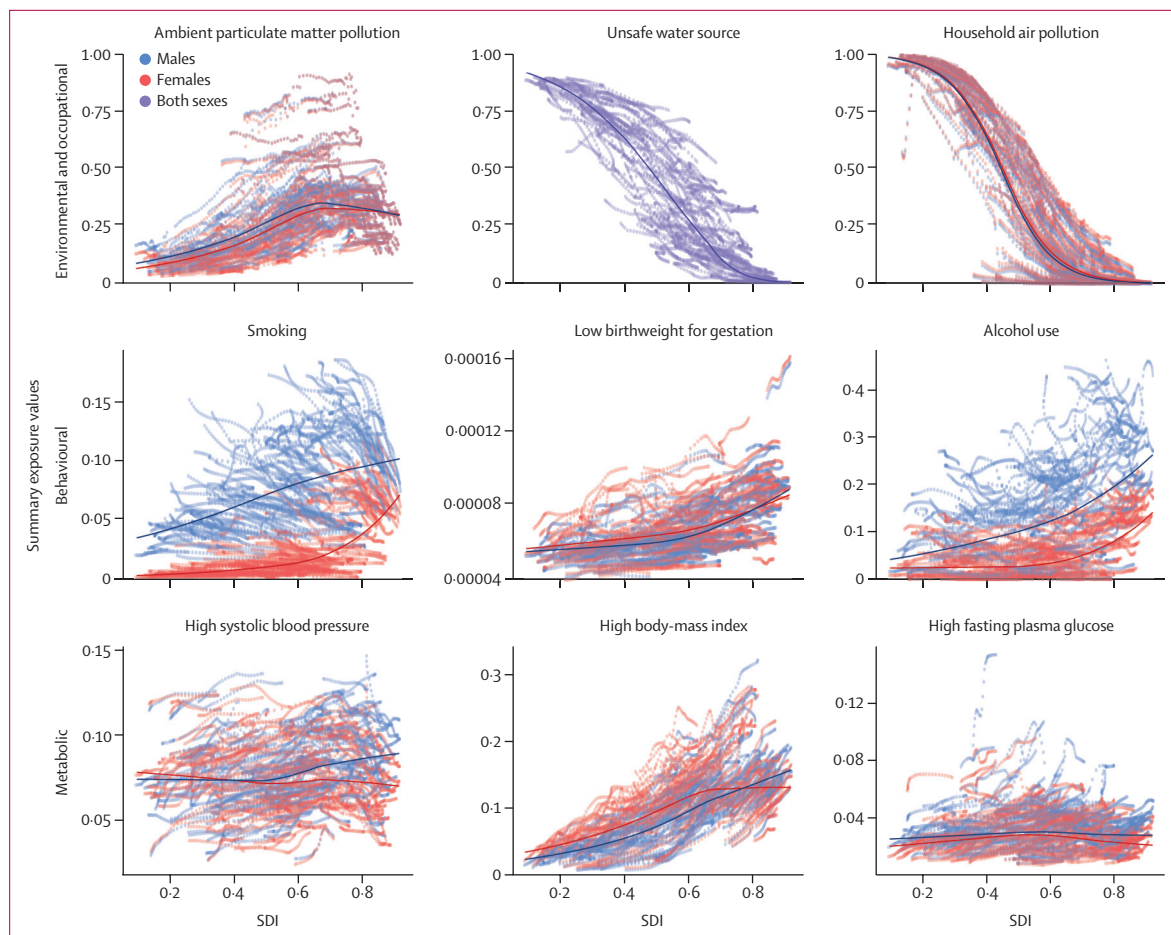 Ambient particulate matter pollution
Unsafe water source
Household air pollution
Males
Females
Both sexes
Summary exposure values
Environmental and occupational
1·00
0·75
0·50
0·25
0
1·00
0·75
0·50
0·25
0
1·00
0·75
0·50
0·25
0
Smoking
Low birthweight for gestation
Alcohol use
Behavioural
0·15
0·10
0·05
0
0·00016
0·00012
0·00008
0·00004
0·4
0·3
0·2
0·1
0
High systolic blood pressure
High body-mass index
High fasting plasma glucose
Metabolic
0·15
0·10
0·05
0·3
0·2
0·1
0
0·12
0·08
0·04
0·2 0·4 0·6 0·8
0·2 0·4 0·6 0·8
0·2 0·4 0·6 0·8
SDI
SDI
SDI